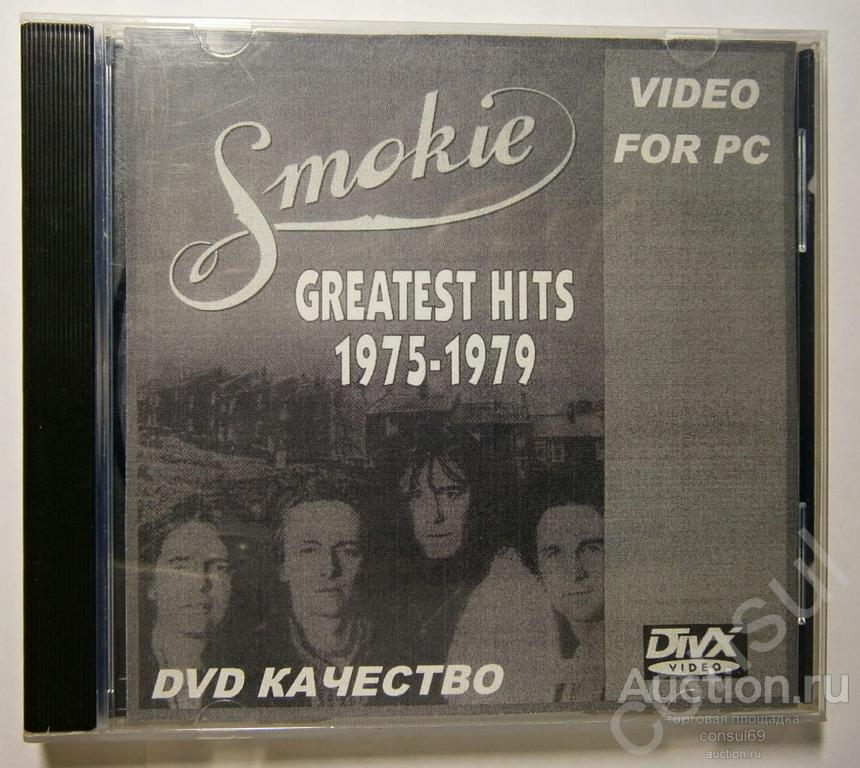 Smokie
GREATEST HITS
1975-1979
VIDEO
FOR PC
DVD КАЧЕСТВО
DIVX
VIDEO
consul
Auction.ru
торговая площадка
consul69
auction.ru